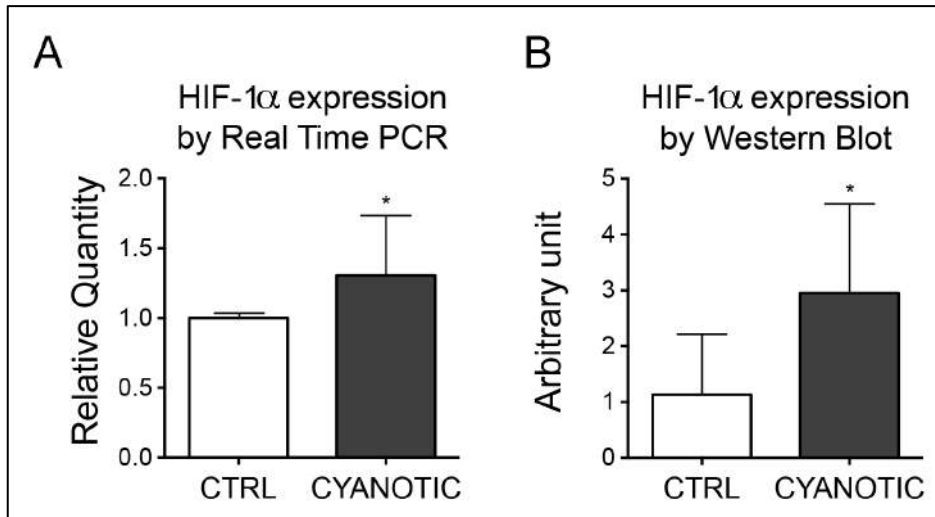 A
HIF-1α expression
by Real Time PCR
Relative Quantity
2.0
1.5
1.0
0.5
0.0
*
CTRL
CYANOTIC
B
HIF-1α expression
by Western Blot
Arbitrary unit
5
4
3
2
1
0
*
CTRL
CYANOTIC